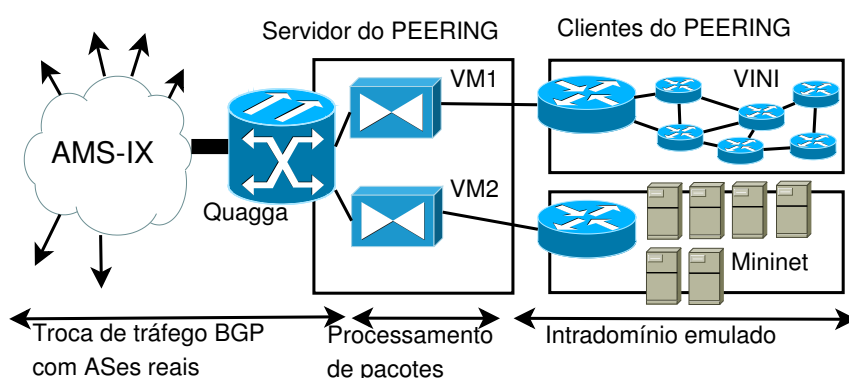 Servidor do PEERING
Clientes do PEERING
VM1
VINI
AMS-IX
VM2
Quagga
Mininet
Troca de tráfego BGP
com ASes reais
Processamento
de pacotes
Intradomínio emulado